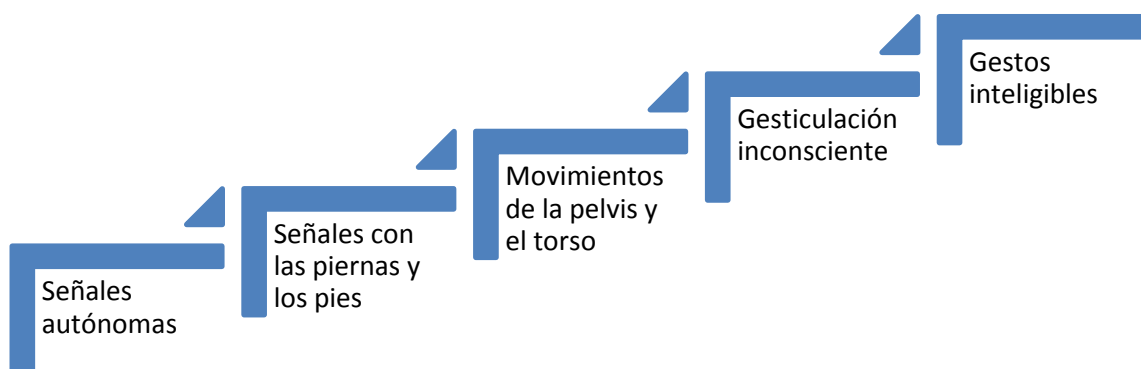 Señales
autónomas
Señales con
las piernas y
los pies
Movimientos
de la pelvis y
el torso
Gesticulación
inconsciente
Gestos
inteligibles